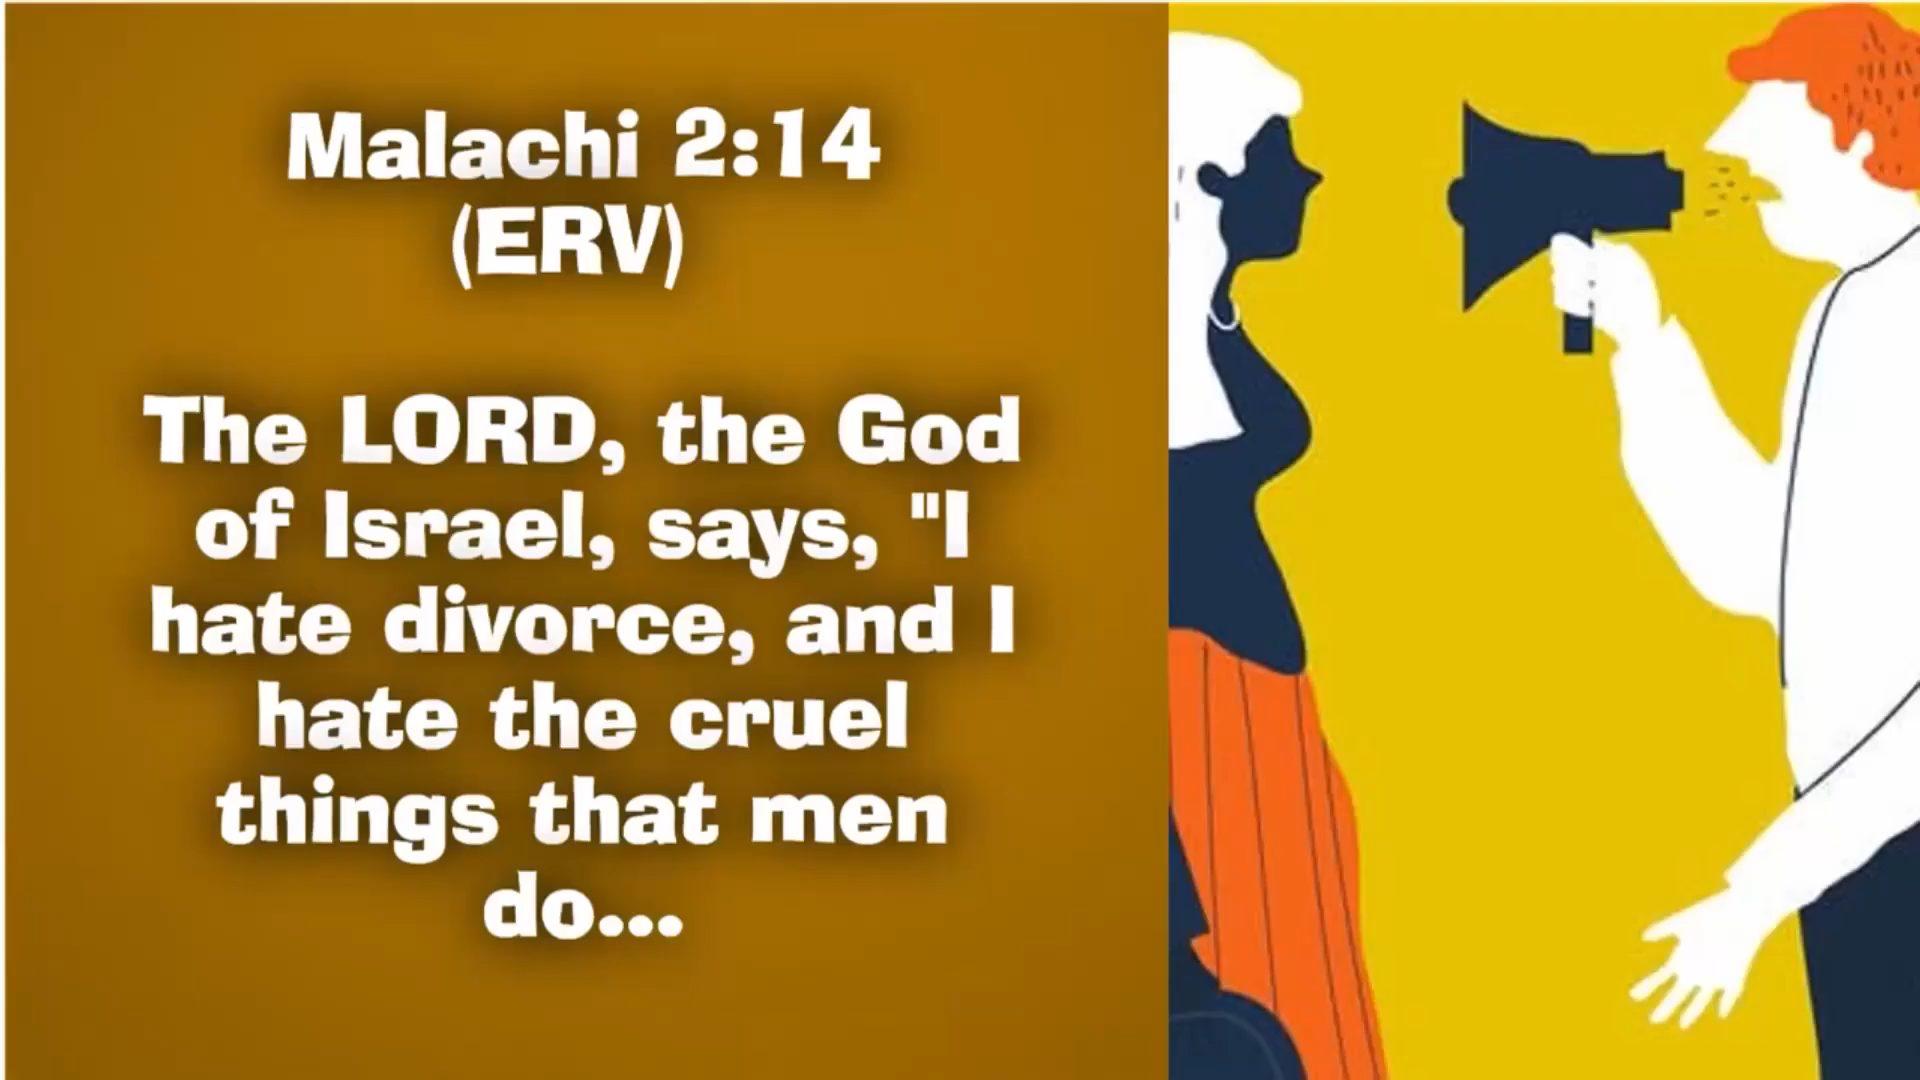 Malachi 2:14
(ERV)
The LORD, the God
of Israel, says, "I
hate divorce, and I
hate the cruel
things that men
do...